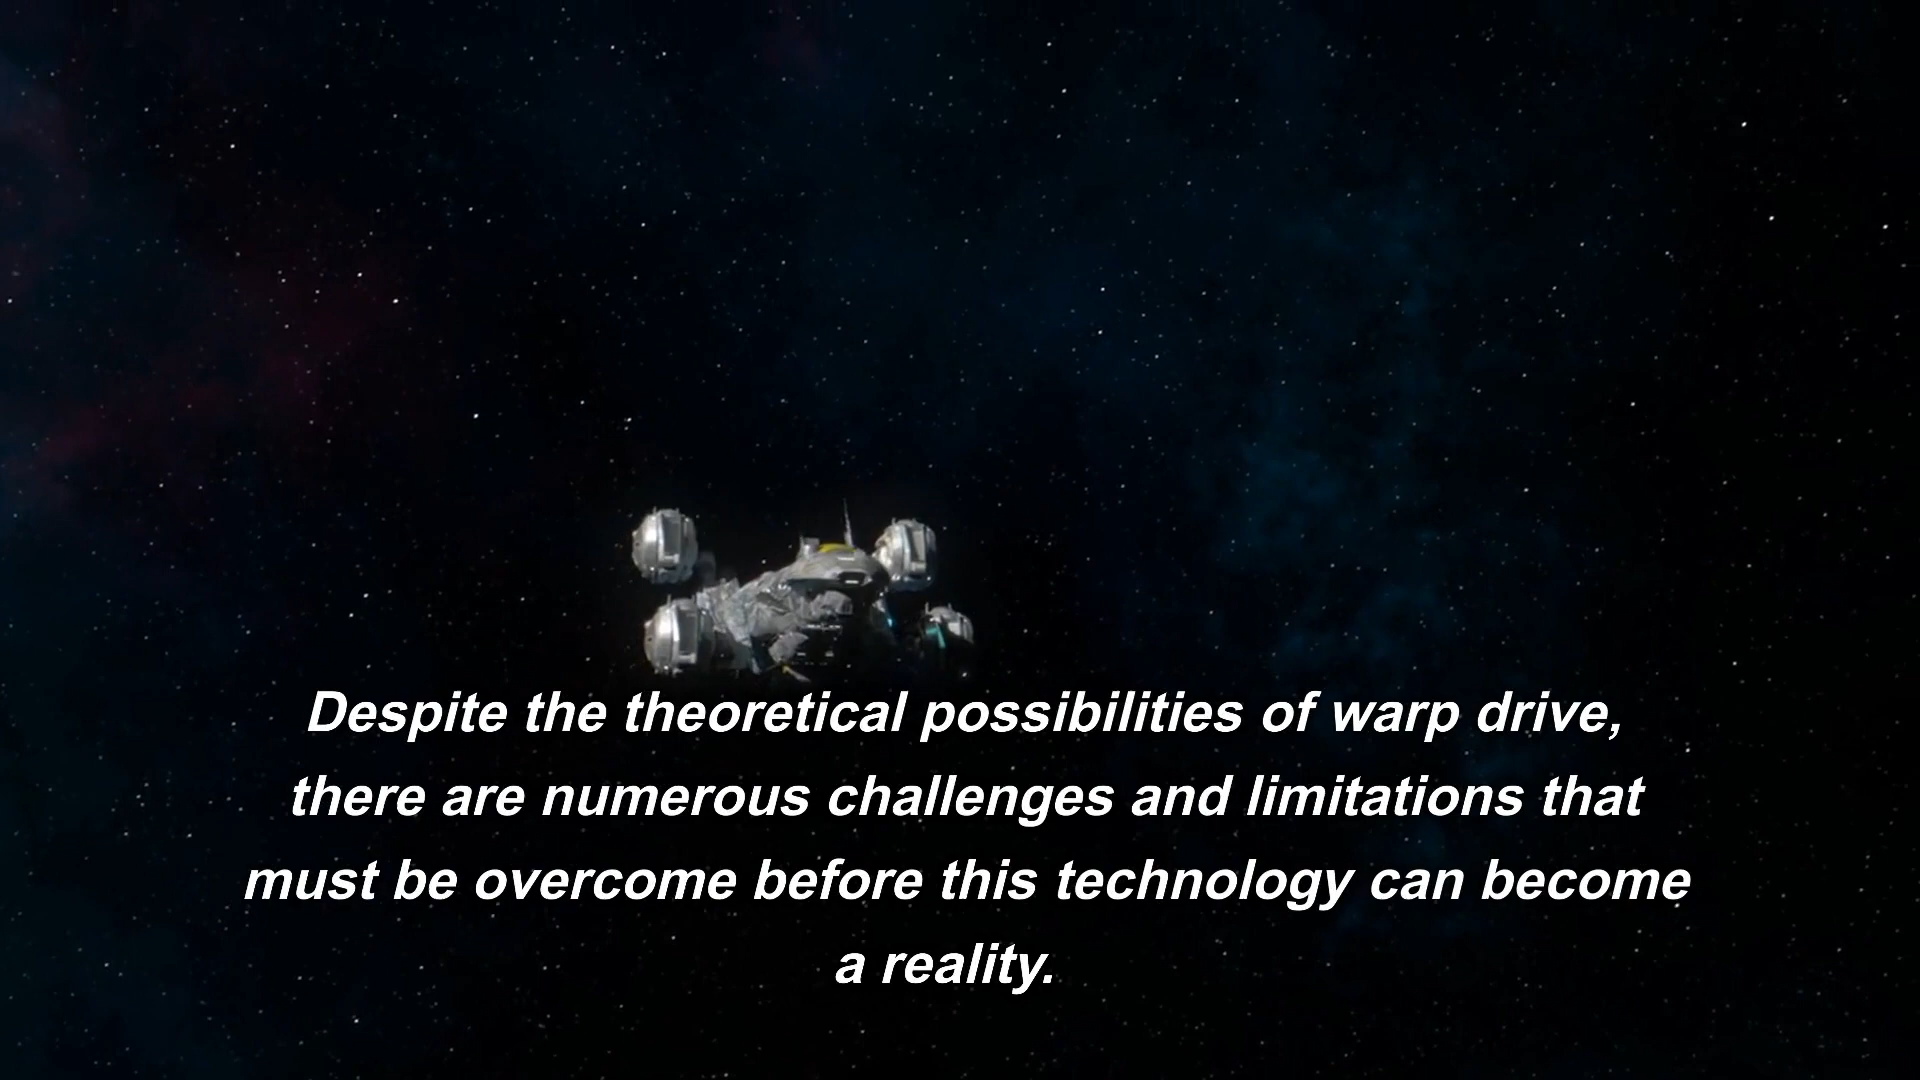 Despite the theoretical possibilities of warp drive,
there are numerous challenges and limitations that
must be overcome before this technology can become
a reality.